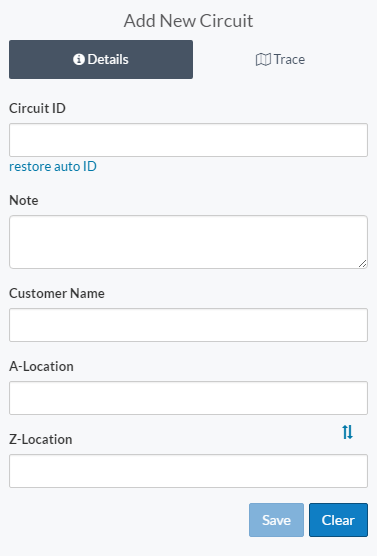 Add New Circuit
Details
Trace
Circuit ID
restore auto ID
Note
Customer Name
A-Location
Z-Location
Save
Clear